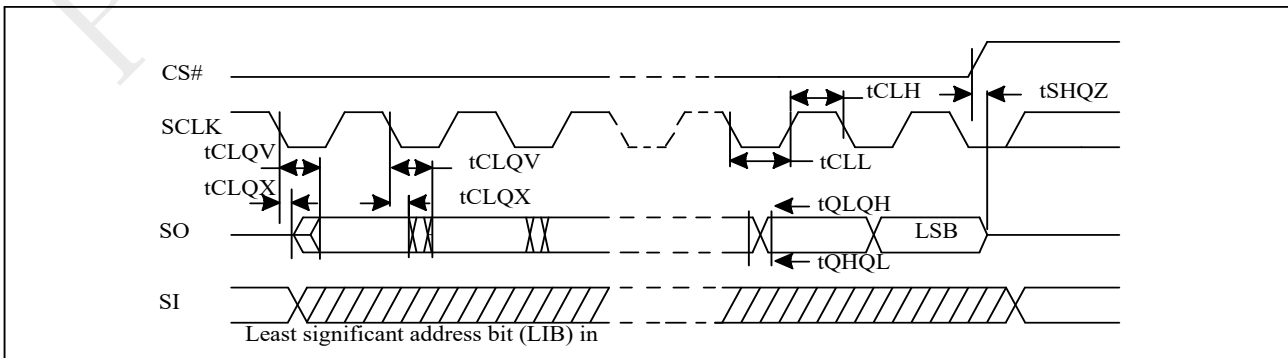 CS#
tCLH
tSHQZ
SCLK
tCLQV
tCLQV
tCLL
tCLQX
tCLQX
tQLQH
SO
LSB
tQHQL
SI
Least significant address bit (LIB) in